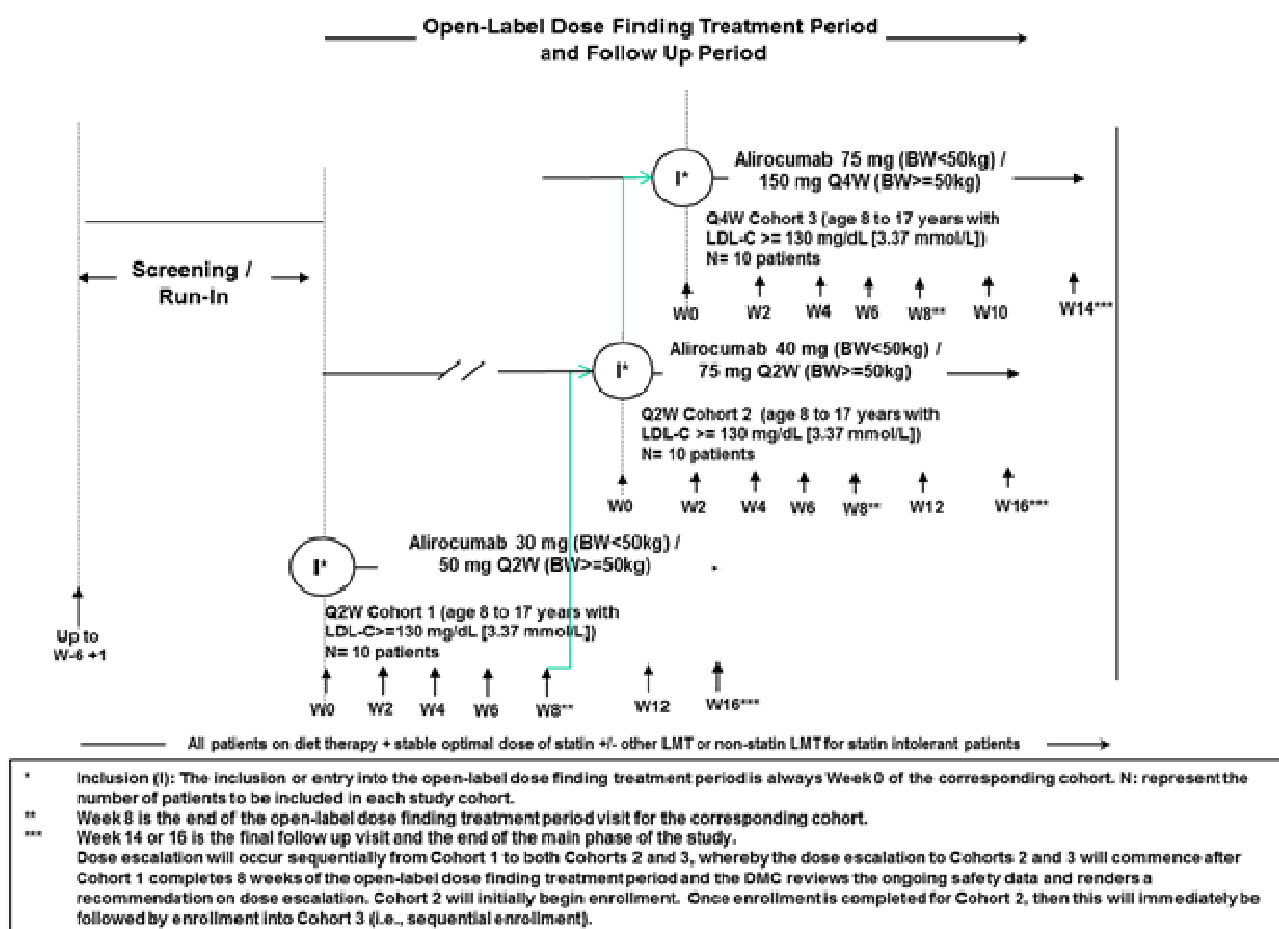 Open-Label Dose Finding Treatment Period
and Follow Up Period
I*
Alirocumab 75 mg (BW<50kg) /
150 mg Q4W (BW>=50kg)
Q4W Cohort 3 (age 8 to 17 years with
LDL-C >= 130 mg/dL [3.37 mmol/L])
N= 10 patients
W0 W2 W4 W6 W8** W10 W14***
Screening /
Run-In
I*
Alirocumab 40 mg (BW<50kg) /
75 mg Q2W (BW>=50kg)
Q2W Cohort 2 (age 8 to 17 years with
LDL-C >= 130 mg/dL [3.37 mmol/L])
N= 10 patients
W0 W2 W4 W6 W8** W12 W16***
I*
Alirocumab 30 mg (BW<50kg) /
50 mg Q2W (BW>=50kg)
Q2W Cohort 1 (age 8 to 17 years with
LDL-C>=130 mg/dL [3.37 mmol/L])
N= 10 patients
Up to
W-6 +1
W0 W2 W4 W6 W8** W12 W16***
All patients on diet therapy + stable optimal dose of statin +/- other LMT or non-statin LMT for statin intolerant patients
* Inclusion (I): The inclusion or entry into the open-label dose finding treatment period is always Week 0 of the corresponding cohort. N: represent the
number of patients to be included in each study cohort.
** Week 8 is the end of the open-label dose finding treatment period visit for the corresponding cohort.
*** Week 14 or 16 is the final follow up visit and the end of the main phase of the study.
Dose escalation will occur sequentially from Cohort 1 to both Cohorts 2 and 3, whereby the dose escalation to Cohorts 2 and 3 will commence after
Cohort 1 completes 8 weeks of the open-label dose finding treatment period and the DMC reviews the ongoing safety data and renders a
recommendation on dose escalation. Cohort 2 will initially begin enrollment. Once enrollment is completed for Cohort 2, then this will immediately be
followed by enrollment into Cohort 3 (i.e., sequential enrollment).